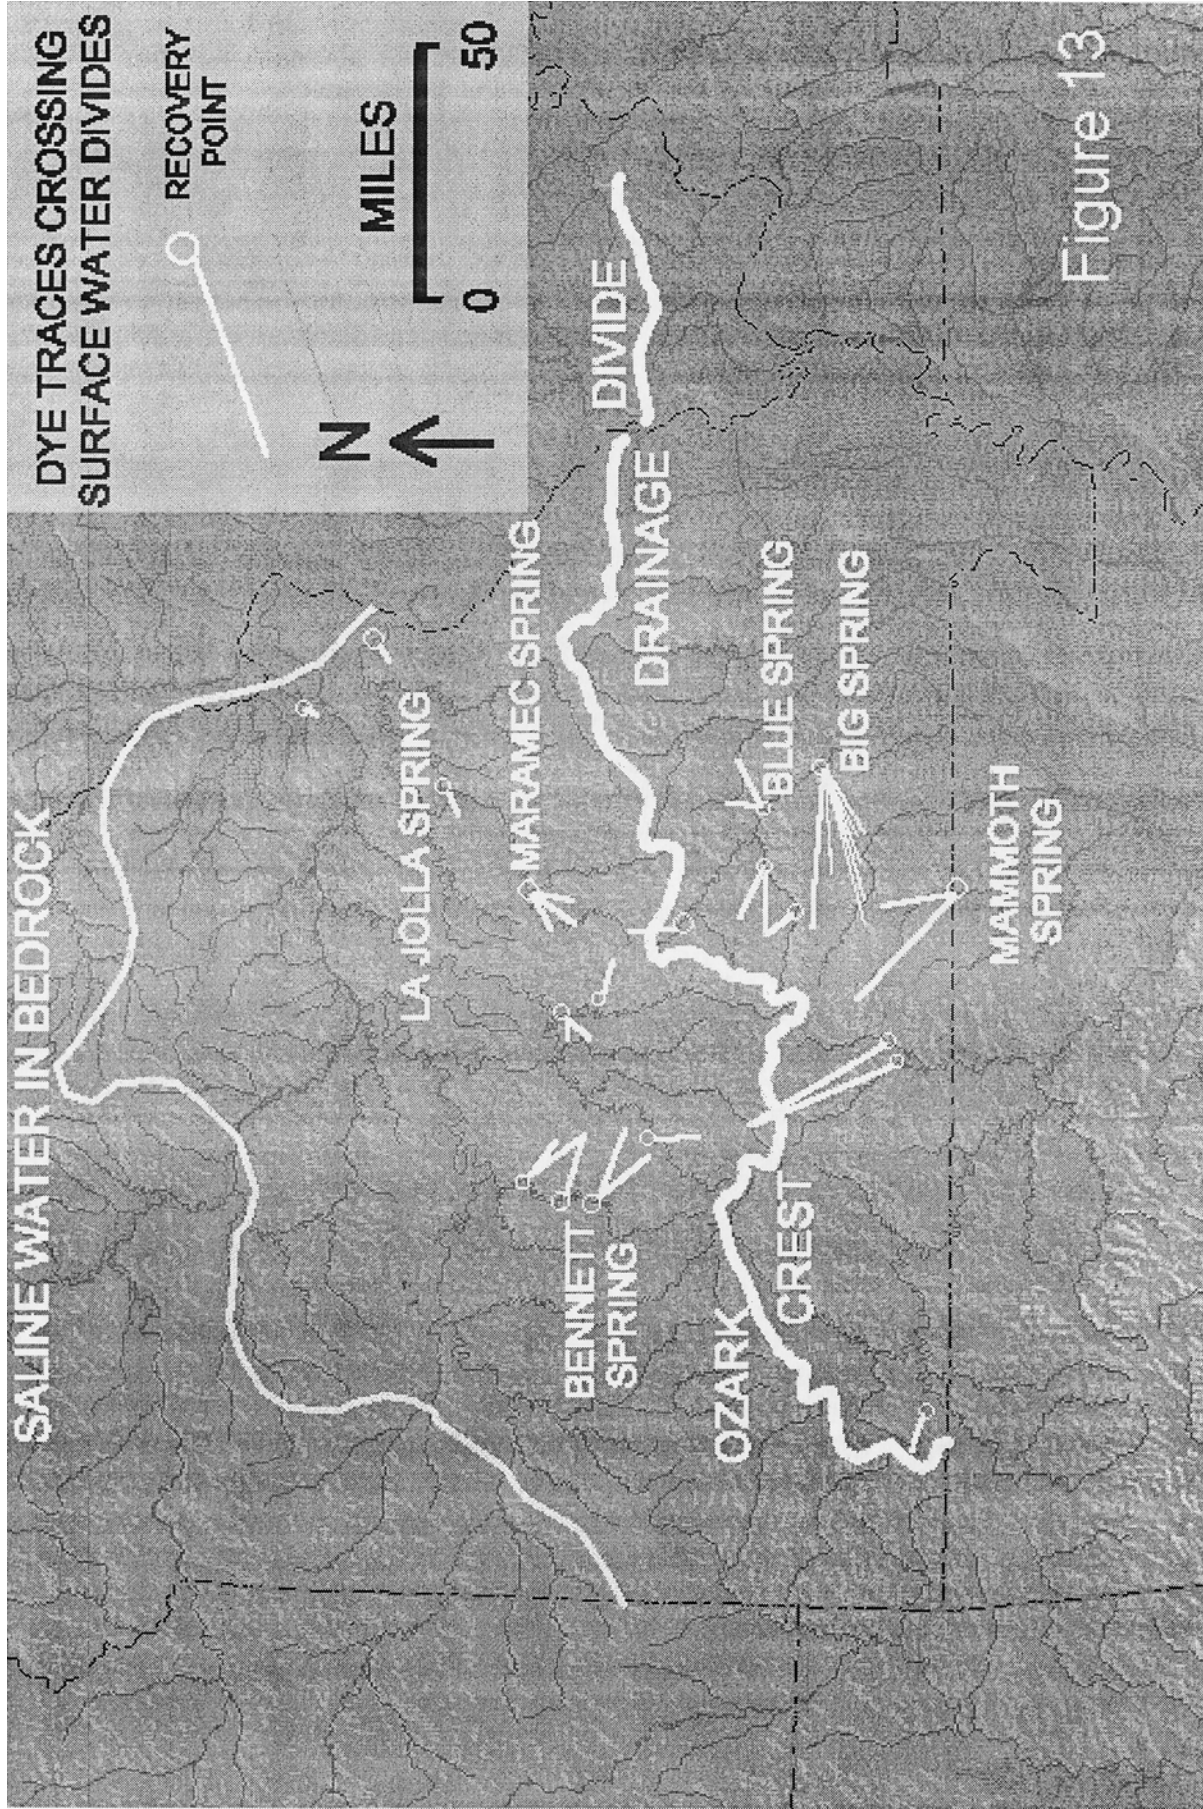 SALINE WATER IN BEDROCK
DYE TRACES CROSSING
SURFACE WATER DIVIDES
RECOVERY
POINT
N
MILES
0 50
LA JOLLA SPRING
MARAMEC SPRING
BENNETT
SPRING
OZARK
CREST
DRAINAGE
DIVIDE
BLUE SPRING
BIG SPRING
MAMMOTH
SPRING
Figure 13